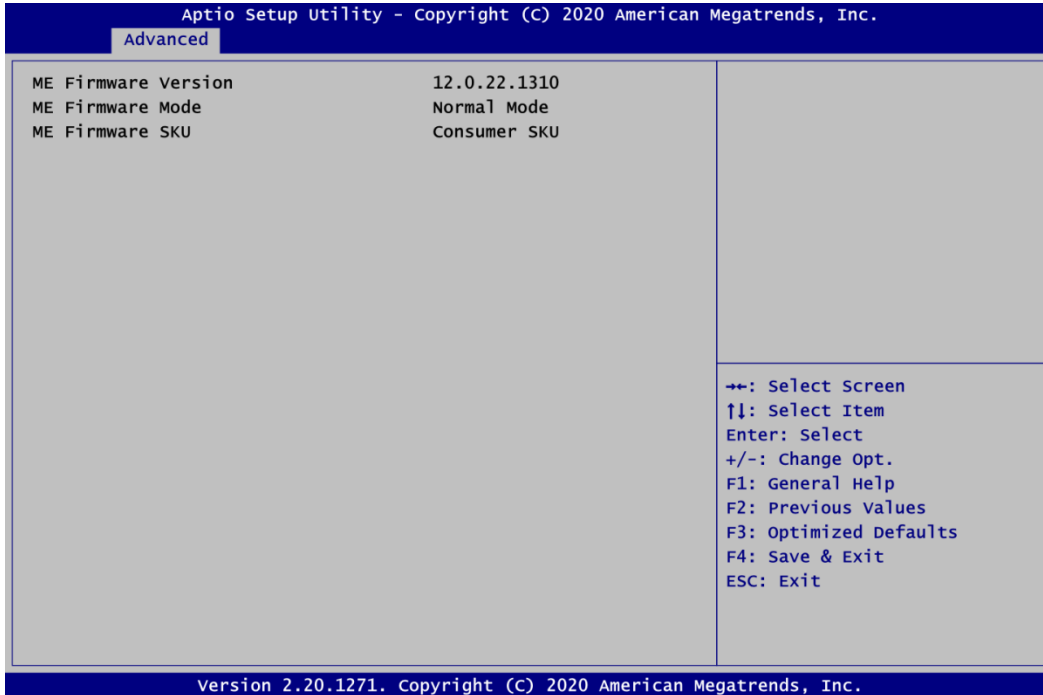 Aptio Setup Utility - Copyright (C) 2020 American Megatrends, Inc.
Advanced
ME Firmware Version 12.0.22.1310
ME Firmware Mode Normal Mode
ME Firmware SKU Consumer SKU
→←: Select Screen
↑↓: Select Item
Enter: Select
+/-: Change Opt.
F1: General Help
F2: Previous Values
F3: Optimized Defaults
F4: Save & Exit
ESC: Exit
Version 2.20.1271. Copyright (C) 2020 American Megatrends, Inc.